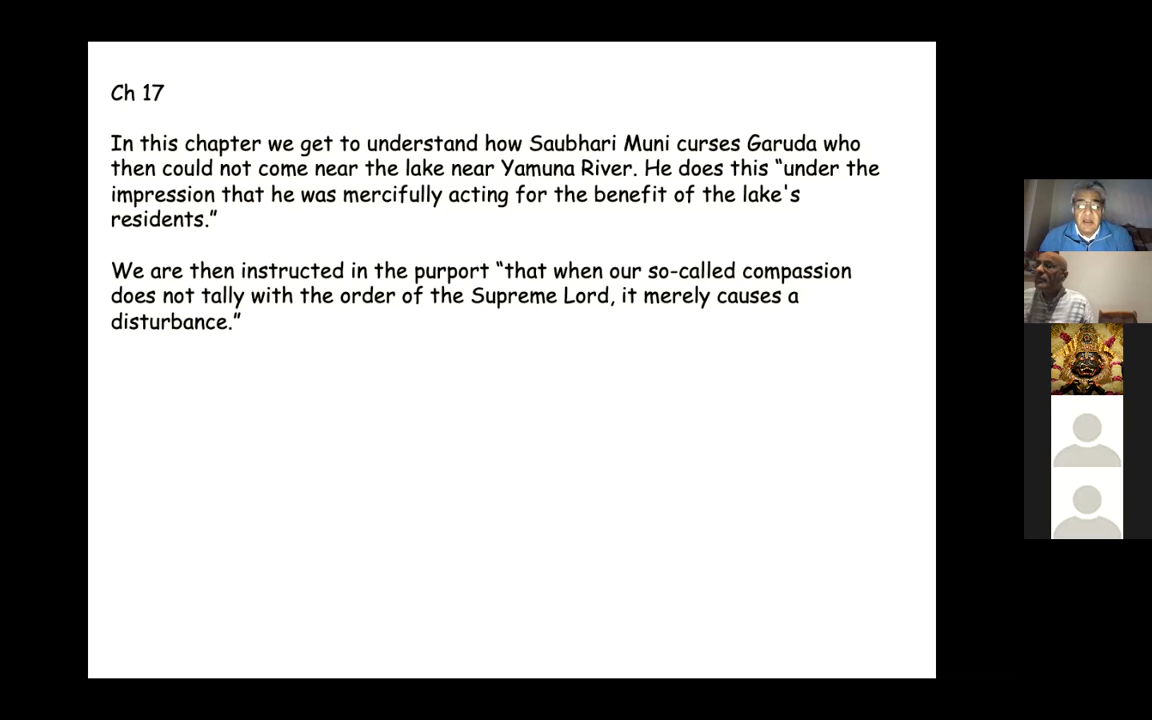 Ch 17
In this chapter we get to understand how Saubhari Muni curses Garuda who
then could not come near the lake near Yamuna River. He does this “under the
impression that he was mercifully acting for the benefit of the lake's
residents.”
We are then instructed in the purport “that when our so-called compassion
does not tally with the order of the Supreme Lord, it merely causes a
disturbance.”